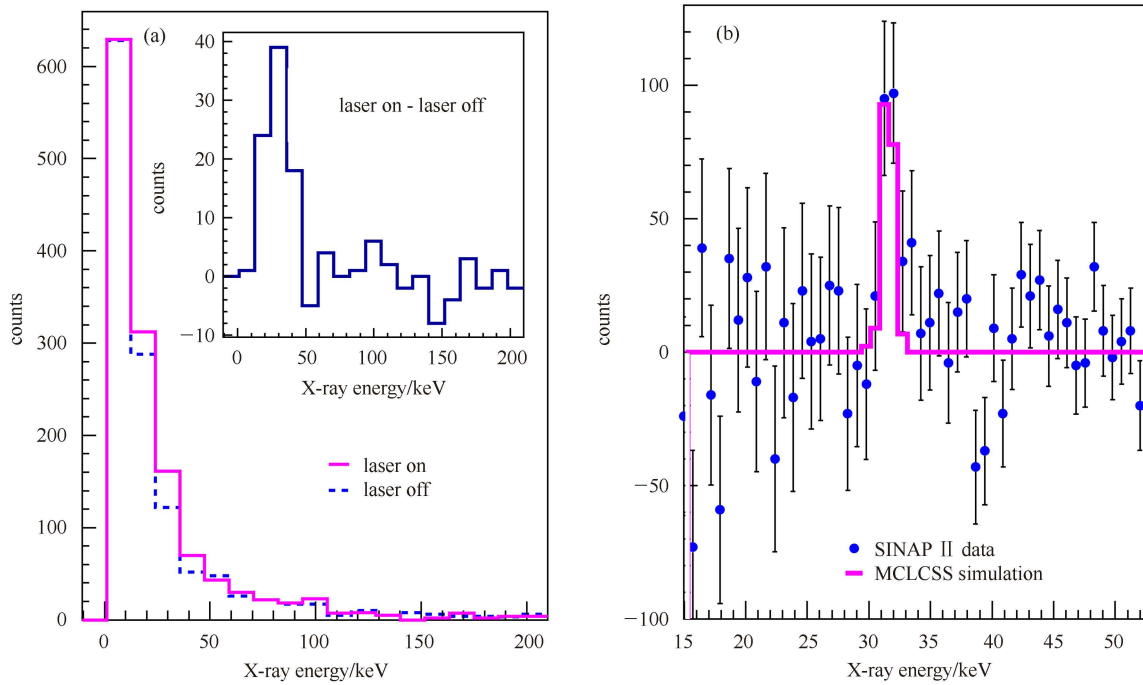 (a)
600
500
400
300
200
100
0
counts
0
50
100
150
200
X-ray energy/keV
laser on
laser off
40
30
20
10
0
−10
counts
laser on - laser off
0
50
100
150
200
X-ray energy/keV
(b)
100
50
0
−50
−100
counts
SINAP Ⅱ data
MCLCSS simulation
15
20
25
30
35
40
45
50
X-ray energy/keV